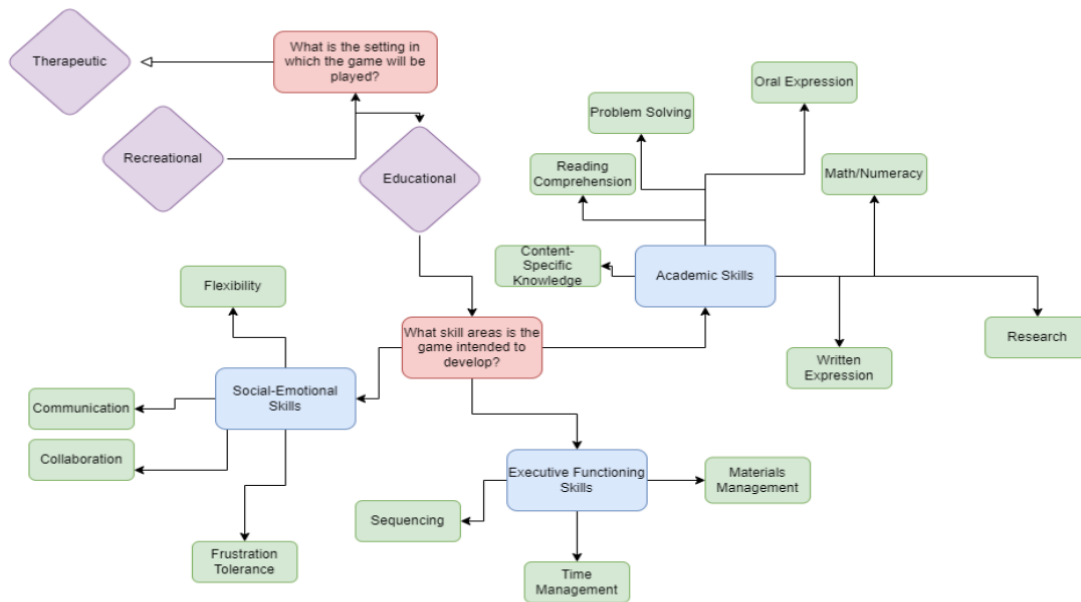 Therapeutic
What is the setting in
which the game will be
played?
Recreational
Educational
Oral Expression
Problem Solving
Reading
Comprehension
Math/Numeracy
Content-
Specific
Knowledge
Academic Skills
Flexibility
What skill areas is the
game intended to
develop?
Research
Written
Expression
Social-Emotional
Skills
Communication
Collaboration
Executive Functioning
Skills
Materials
Management
Sequencing
Frustration
Tolerance
Time
Management